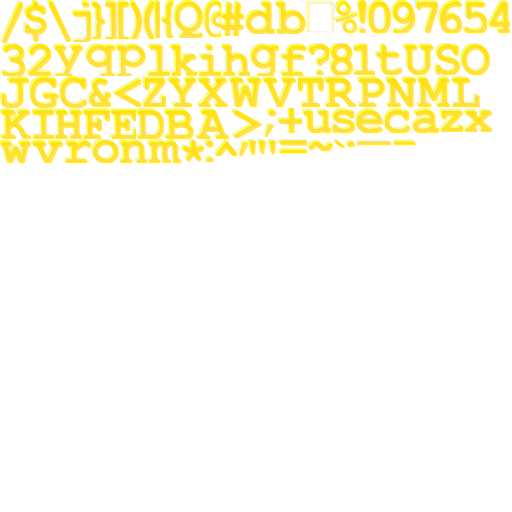 /$\j}][)(|{Q@#db□%!097654
32yqplkihgf?81tUSO
JGC&<ZYXWVTRPNML
KIHFEDBA>;+usecazx
wvronm*:^/"'=~`·—-